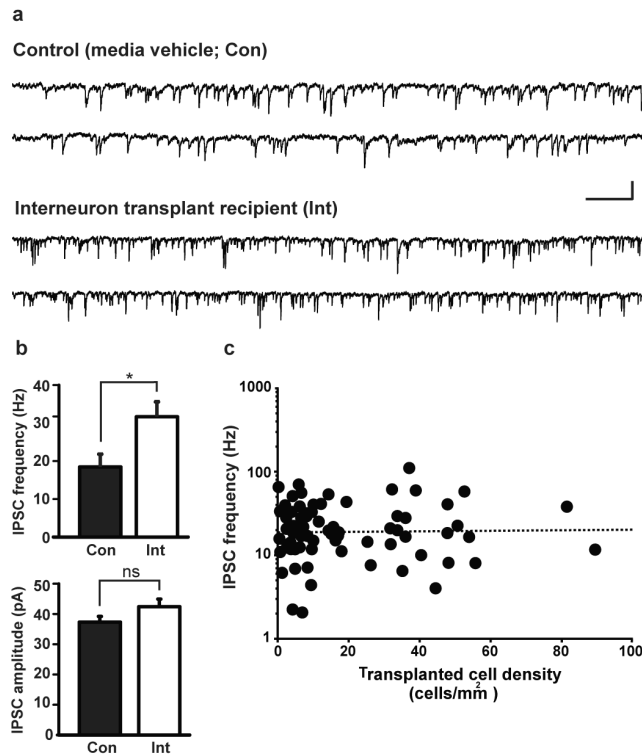 a
Control (media vehicle; Con)
Interneuron transplant recipient (Int)
b
IPSC frequency (Hz)
40
30
20
10
0
*
Con
Int
IPSC amplitude (pA)
50
40
30
20
10
0
ns
Con
Int
c
IPSC frequency (Hz)
1000
100
10
1
0
20
40
60
80
100
Transplanted cell density
(cells/mm²)